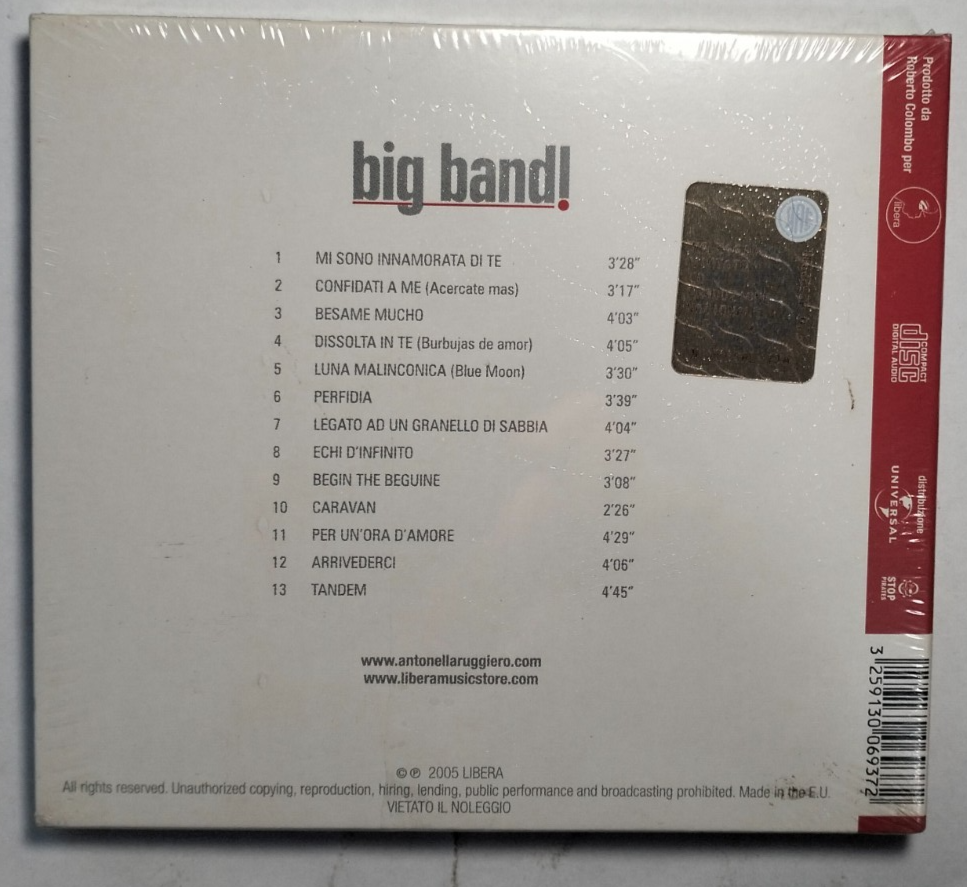 big band!
1 MI SONO INNAMORATA DI TE 3'28"
2 CONFIDATI A ME (Acercate mas) 3'17"
3 BESAME MUCHO 4'03"
4 DISSOLTA IN TE (Burbujas de amor) 4'05"
5 LUNA MALINCONICA (Blue Moon) 3'30"
6 PERFIDIA 3'39"
7 LEGATO AD UN GRANELLO DI SABBIA 4'04"
8 ECHI D'INFINITO 3'27"
9 BEGIN THE BEGUINE 3'08"
10 CARAVAN 2'26"
11 PER UN'ORA D'AMORE 4'29"
12 ARRIVEDERCI 4'06"
13 TANDEM 4'45"
www.antonellaruggiero.com
www.liberamusicstore.com
©℗ 2005 LIBERA
All rights reserved. Unauthorized copying, reproduction, hiring, lending, public performance and broadcasting prohibited. Made in the E.U.
VIETATO IL NOLEGGIO
SIAE
Prodotto da
Roberto Colombo per
libera
COMPACT
disc
DIGITAL AUDIO
distribuzione
UNIVERSAL
STOP
PIRATES
3 259130 069372